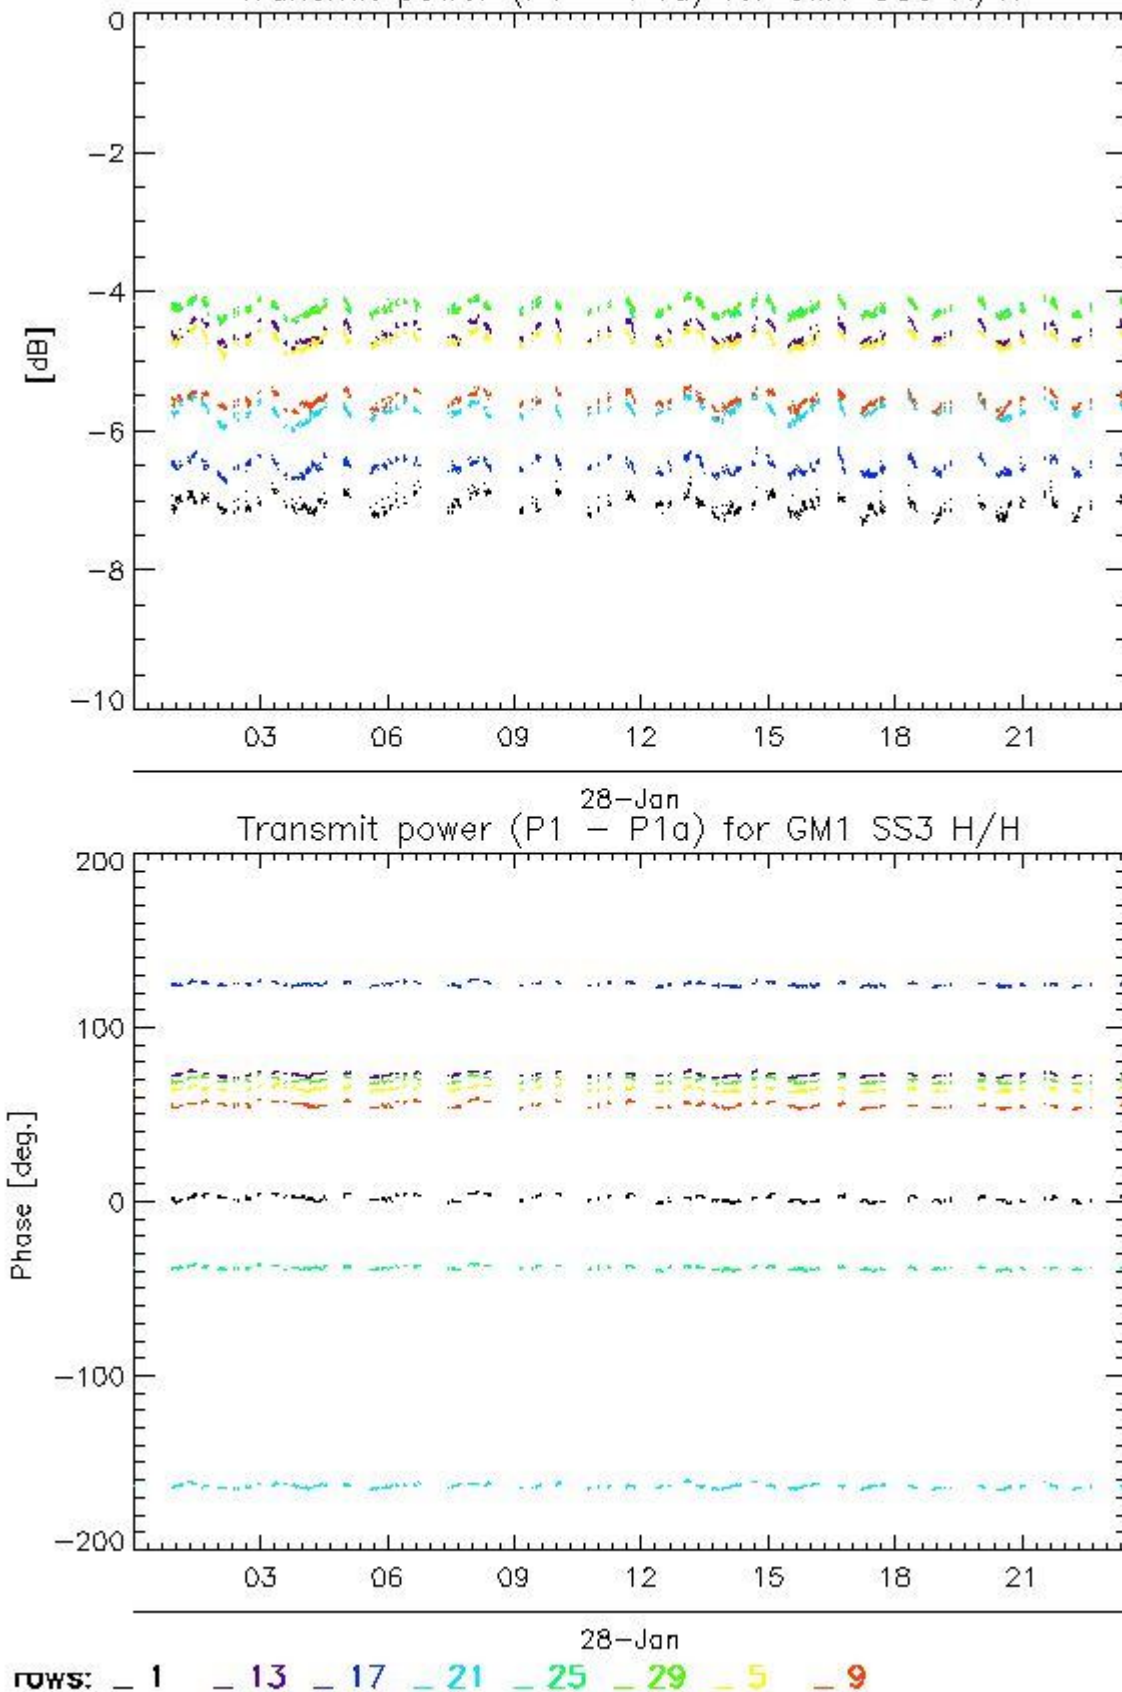 0
-2
-4
[dB]
-6
-8
-10
03 06 09 12 15 18 21
28-Jan
Transmit power (P1 - P1a) for GM1 SS3 H/H
200
100
0
Phase [deg.]
-100
-200
03 06 09 12 15 18 21
28-Jan
rows: _ 1 _ 13 _ 17 _ 21 _ 25 _ 29 _ 5 _ 9